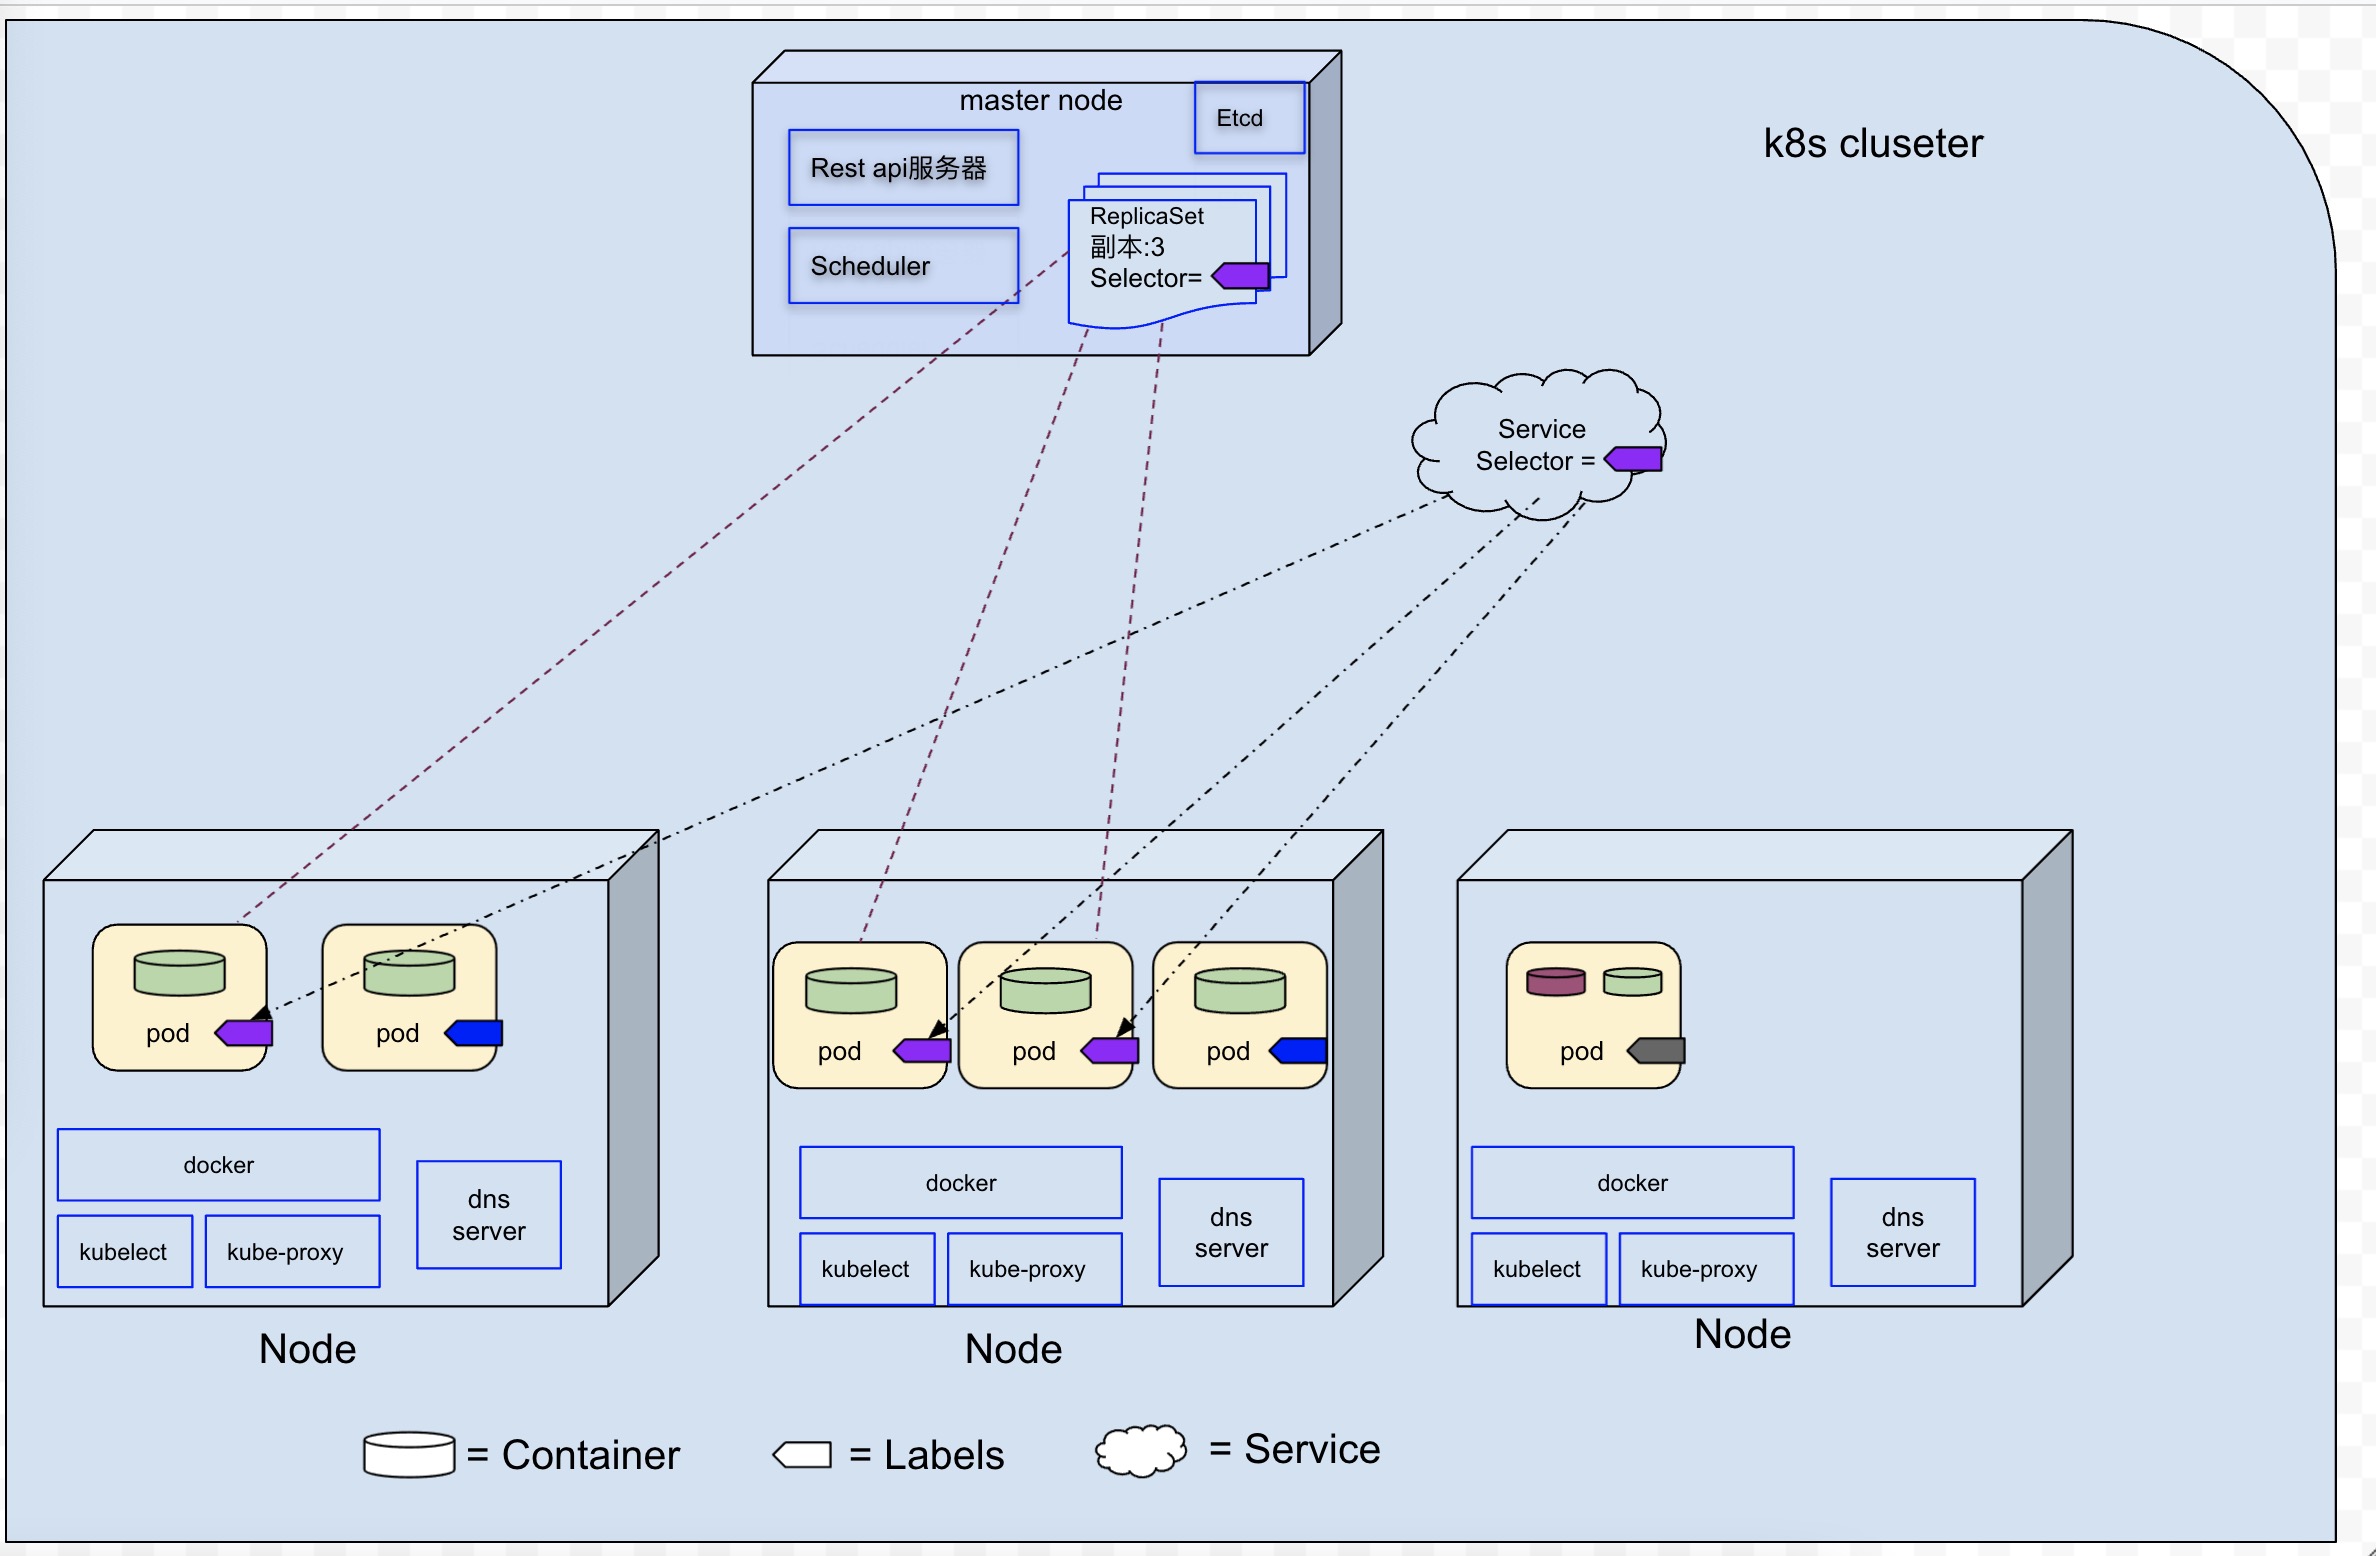 master node
Etcd
k8s cluseter
Rest api服务器
Scheduler
ReplicaSet
副本:3
Selector=
Service
Selector =
pod
pod
docker
dns
server
kubelect
kube-proxy
Node
pod
pod
pod
docker
dns
server
kubelect
kube-proxy
Node
pod
docker
dns
server
kubelect
kube-proxy
Node
= Container
= Labels
= Service